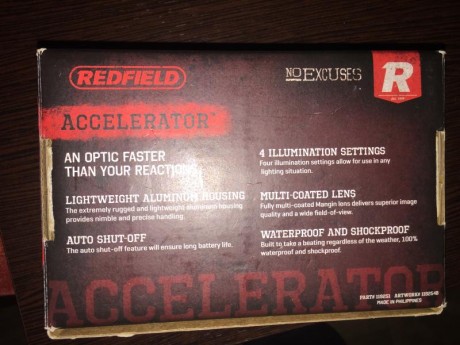 REDFIELD
NO EXCUSES
R
ACCELERATOR™
AN OPTIC FASTER
THAN YOUR REACTION
LIGHTWEIGHT ALUMINUM HOUSING
The extremely rugged and lightweight aluminum housing
provides nimble and precise handling.
AUTO SHUT-OFF
The auto shut-off feature will ensure long battery life.
4 ILLUMINATION SETTINGS
Four illumination settings allow for use in any
lighting situation.
MULTI-COATED LENS
Fully multi-coated Mangin lens delivers superior image
quality and a wide field-of-view.
WATERPROOF AND SHOCKPROOF
Built to take a beating regardless of the weather, 100%
waterproof and shockproof.
ACCELERATOR
MADE IN PHILIPPINES